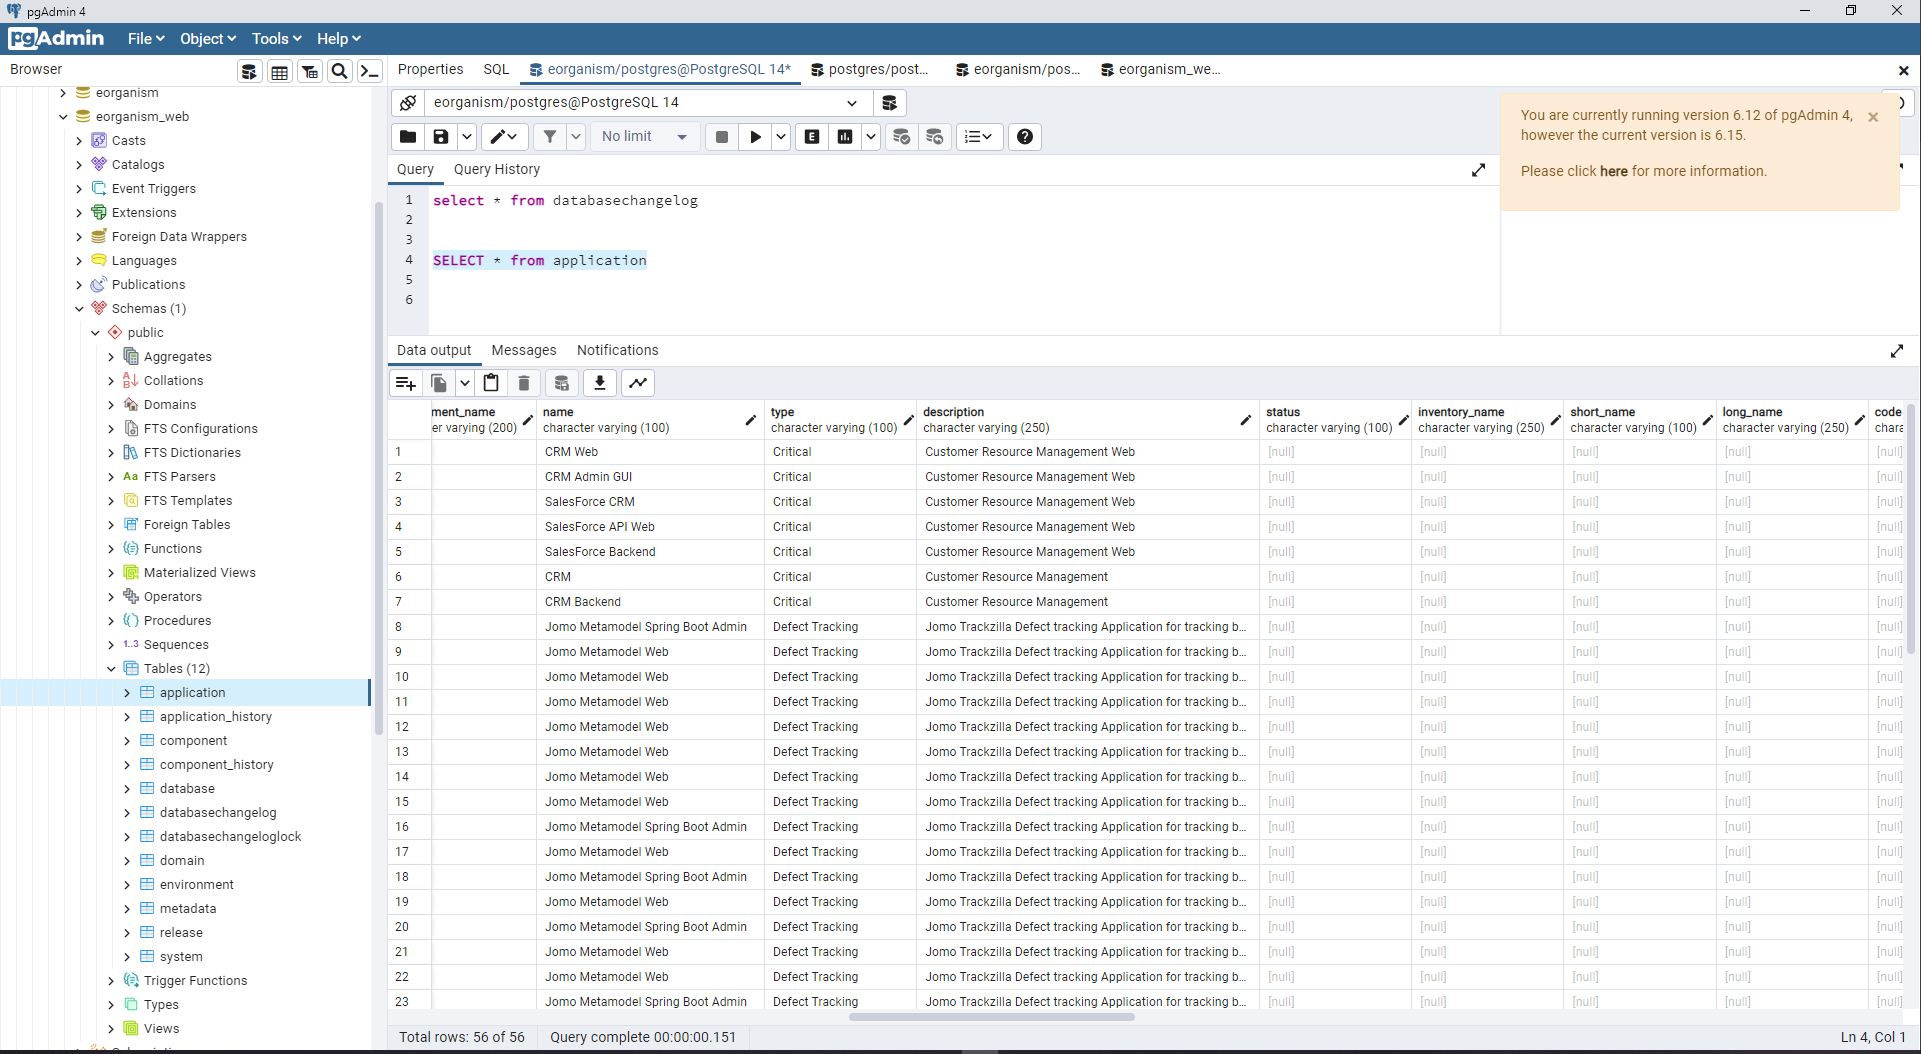 pgAdmin 4
pgAdmin File Object Tools Help
Browser
Properties SQL eorganism/postgres@PostgreSQL 14* postgres/post... eorganism/pos... eorganism_we...
eorganism
eorganism_web
Casts
Catalogs
Event Triggers
Extensions
Foreign Data Wrappers
Languages
Publications
Schemas (1)
public
Aggregates
Collations
Domains
FTS Configurations
FTS Dictionaries
FTS Parsers
FTS Templates
Foreign Tables
Functions
Materialized Views
Operators
Procedures
1..3 Sequences
Tables (12)
application
application_history
component
component_history
database
databasechangelog
databasechangeloglock
domain
environment
metadata
release
system
Trigger Functions
Types
Views
eorganism/postgres@PostgreSQL 14
No limit
You are currently running version 6.12 of pgAdmin 4,
however the current version is 6.15.
Please click here for more information.
Query Query History
1 select * from databasechangelog
2
3
4 SELECT * from application
5
6
Data output Messages Notifications
ment_name name type description status inventory_name short_name long_name code
er varying (200) character varying (100) character varying (100) character varying (250) character varying (100) character varying (250) character varying (100) character varying (250) chara
1 CRM Web Critical Customer Resource Management Web [null] [null] [null] [null] [null]
2 CRM Admin GUI Critical Customer Resource Management Web [null] [null] [null] [null] [null]
3 SalesForce CRM Critical Customer Resource Management Web [null] [null] [null] [null] [null]
4 SalesForce API Web Critical Customer Resource Management Web [null] [null] [null] [null] [null]
5 SalesForce Backend Critical Customer Resource Management Web [null] [null] [null] [null] [null]
6 CRM Critical Customer Resource Management [null] [null] [null] [null] [null]
7 CRM Backend Critical Customer Resource Management [null] [null] [null] [null] [null]
8 Jomo Metamodel Spring Boot Admin Defect Tracking Jomo Trackzilla Defect tracking Application for tracking b... [null] [null] [null] [null] [null]
9 Jomo Metamodel Web Defect Tracking Jomo Trackzilla Defect tracking Application for tracking b... [null] [null] [null] [null] [null]
10 Jomo Metamodel Web Defect Tracking Jomo Trackzilla Defect tracking Application for tracking b... [null] [null] [null] [null] [null]
11 Jomo Metamodel Web Defect Tracking Jomo Trackzilla Defect tracking Application for tracking b... [null] [null] [null] [null] [null]
12 Jomo Metamodel Web Defect Tracking Jomo Trackzilla Defect tracking Application for tracking b... [null] [null] [null] [null] [null]
13 Jomo Metamodel Web Defect Tracking Jomo Trackzilla Defect tracking Application for tracking b... [null] [null] [null] [null] [null]
14 Jomo Metamodel Web Defect Tracking Jomo Trackzilla Defect tracking Application for tracking b... [null] [null] [null] [null] [null]
15 Jomo Metamodel Web Defect Tracking Jomo Trackzilla Defect tracking Application for tracking b... [null] [null] [null] [null] [null]
16 Jomo Metamodel Spring Boot Admin Defect Tracking Jomo Trackzilla Defect tracking Application for tracking b... [null] [null] [null] [null] [null]
17 Jomo Metamodel Web Defect Tracking Jomo Trackzilla Defect tracking Application for tracking b... [null] [null] [null] [null] [null]
18 Jomo Metamodel Spring Boot Admin Defect Tracking Jomo Trackzilla Defect tracking Application for tracking b... [null] [null] [null] [null] [null]
19 Jomo Metamodel Web Defect Tracking Jomo Trackzilla Defect tracking Application for tracking b... [null] [null] [null] [null] [null]
20 Jomo Metamodel Spring Boot Admin Defect Tracking Jomo Trackzilla Defect tracking Application for tracking b... [null] [null] [null] [null] [null]
21 Jomo Metamodel Web Defect Tracking Jomo Trackzilla Defect tracking Application for tracking b... [null] [null] [null] [null] [null]
22 Jomo Metamodel Web Defect Tracking Jomo Trackzilla Defect tracking Application for tracking b... [null] [null] [null] [null] [null]
23 Jomo Metamodel Spring Boot Admin Defect Tracking Jomo Trackzilla Defect tracking Application for tracking b... [null] [null] [null] [null] [null]
Total rows: 56 of 56 Query complete 00:00:00.151 Ln 4, Col 1